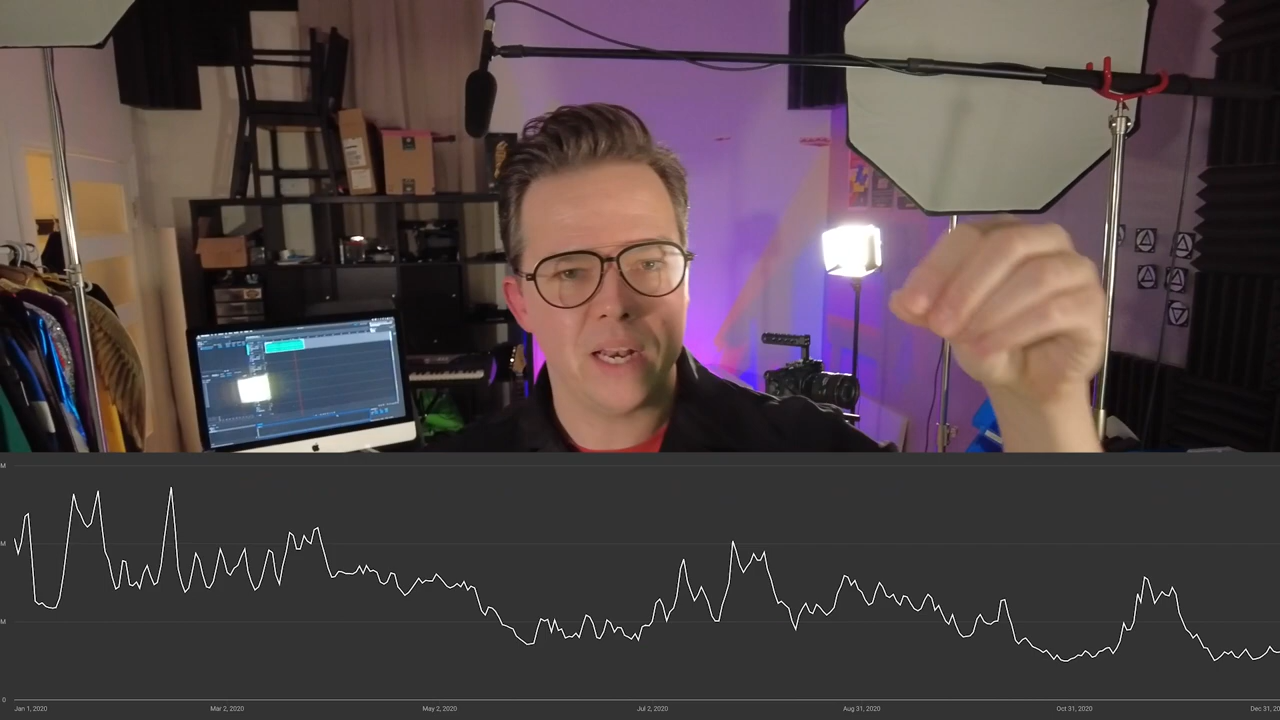 M
M
M
0
Jan 1, 2020
Mar 2, 2020
May 2, 2020
Jul 2, 2020
Aug 31, 2020
Oct 31, 2020
Dec 31, 20